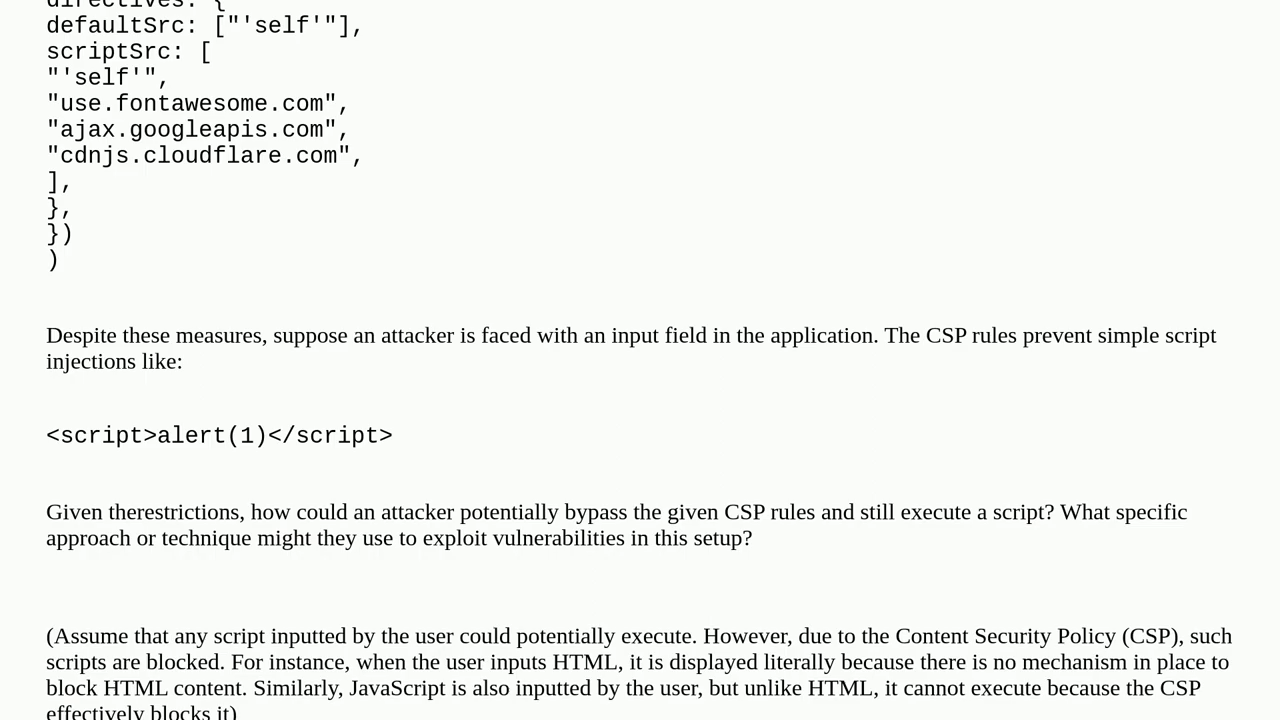 directives: {
defaultSrc: ["'self'"],
scriptSrc: [
"'self'",
"use.fontawesome.com",
"ajax.googleapis.com",
"cdnjs.cloudflare.com",
],
},
})
)
Despite these measures, suppose an attacker is faced with an input field in the application. The CSP rules prevent simple script
injections like:
<script>alert(1)</script>
Given therestrictions, how could an attacker potentially bypass the given CSP rules and still execute a script? What specific
approach or technique might they use to exploit vulnerabilities in this setup?
(Assume that any script inputted by the user could potentially execute. However, due to the Content Security Policy (CSP), such
scripts are blocked. For instance, when the user inputs HTML, it is displayed literally because there is no mechanism in place to
block HTML content. Similarly, JavaScript is also inputted by the user, but unlike HTML, it cannot execute because the CSP
effectively blocks it)